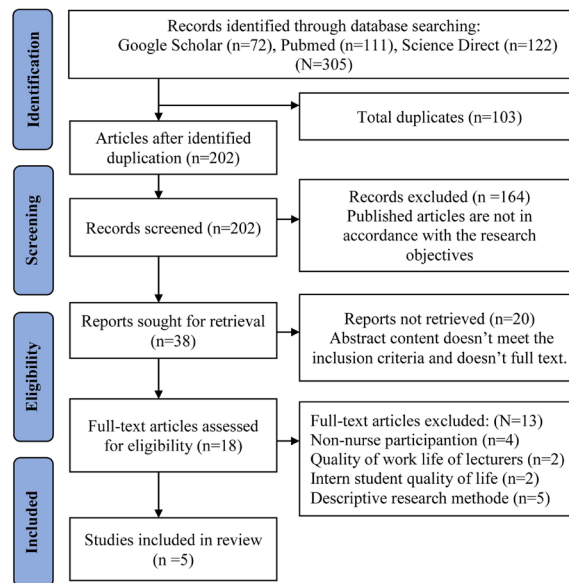 Identification
Records identified through database searching:
Google Scholar (n=72), Pubmed (n=111), Science Direct (n=122)
(N=305)
Total duplicates (n=103)
Articles after identified
duplication (n=202)
Screening
Records screened (n=202)
Records excluded (n =164)
Published articles are not in
accordance with the research
objectives
Eligibility
Reports sought for retrieval
(n=38)
Reports not retrieved (n=20)
Abstract content doesn’t meet the
inclusion criteria and doesn’t full text.
Full-text articles assessed
for eligibility (n=18)
Full-text articles excluded: (N=13)
Non-nurse participantion (n=4)
Quality of work life of lecturers (n=2)
Intern student quality of life (n=2)
Descriptive research methode (n=5)
Included
Studies included in review
(n =5)